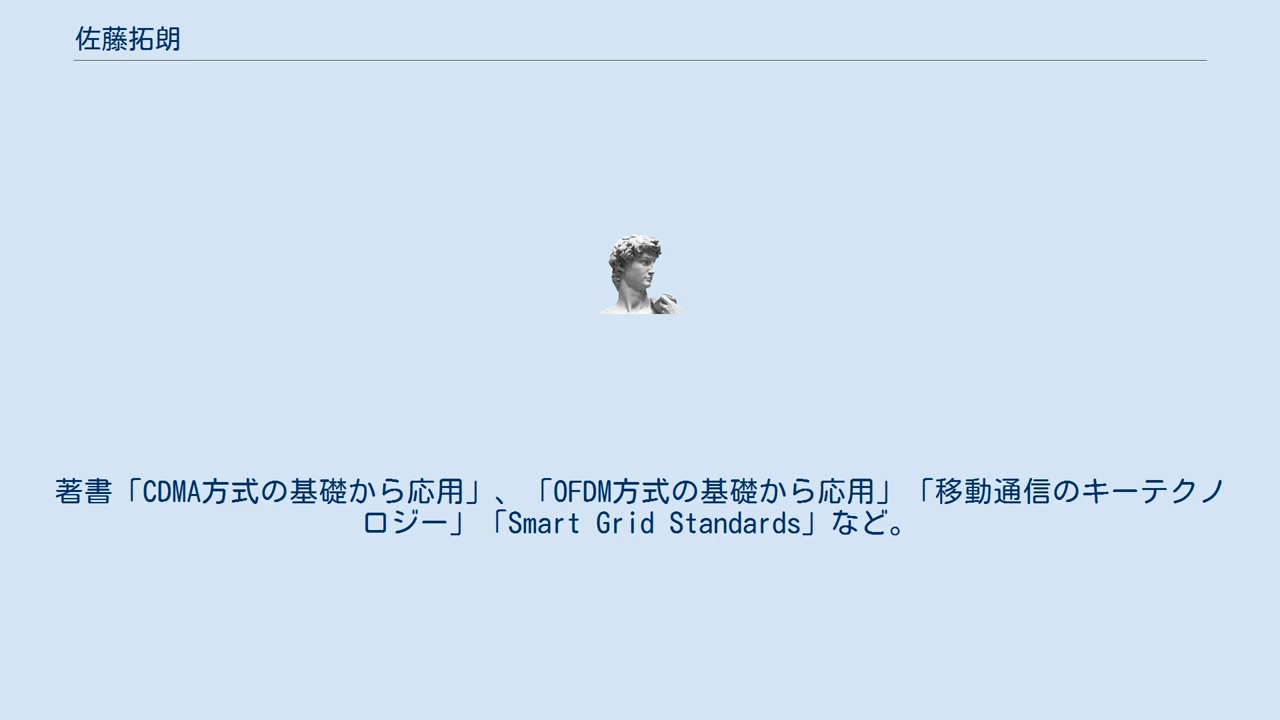 佐藤拓朗
著書「CDMA方式の基礎から応用」、「OFDM方式の基礎から応用」「移動通信のキーテクノ
ロジー」「Smart Grid Standards」など。